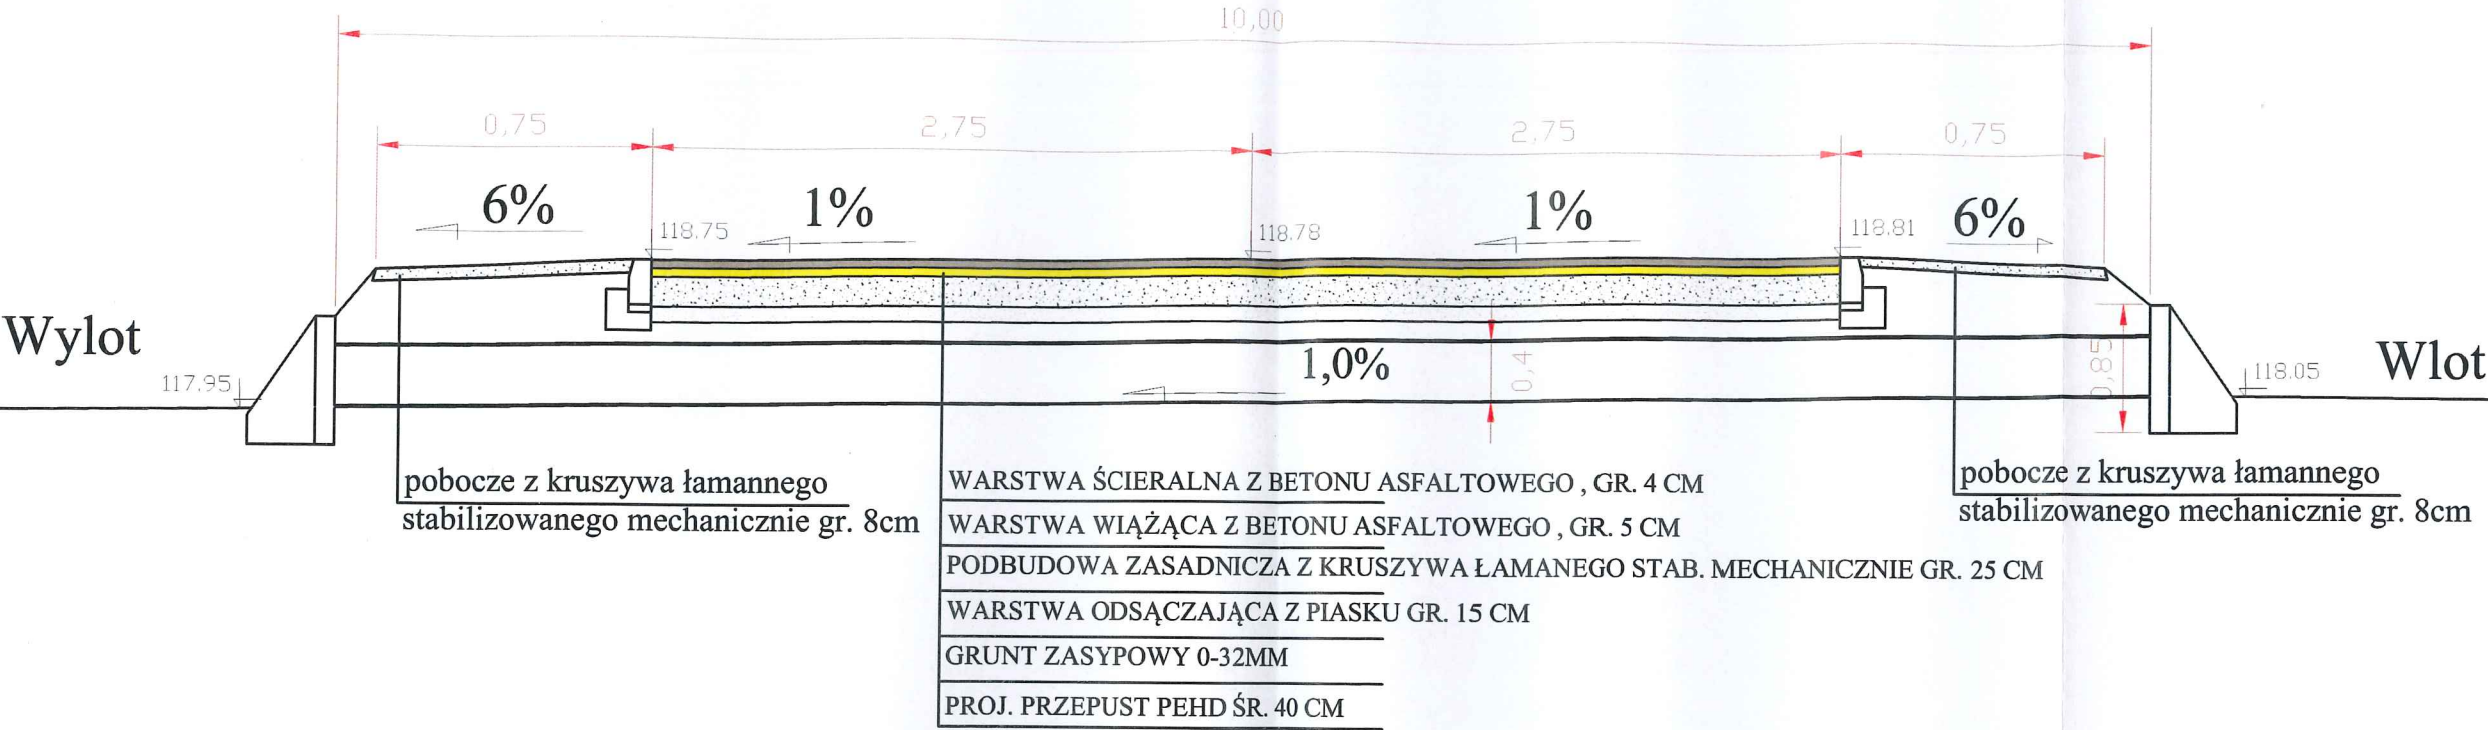 10,00
0,75
2,75
2,75
0,75
6%
1%
1%
6%
118.75
118.78
118.81
Wylot
117.95
1,0%
0,4
0,85
118.05
Wlot
pobocze z kruszywa łamannego
stabilizowanego mechanicznie gr. 8cm
WARSTWA ŚCIERALNA Z BETONU ASFALTOWEGO , GR. 4 CM
WARSTWA WIĄŻĄCA Z BETONU ASFALTOWEGO , GR. 5 CM
PODBUDOWA ZASADNICZA Z KRUSZYWA ŁAMANEGO STAB. MECHANICZNIE GR. 25 CM
WARSTWA ODSĄCZAJĄCA Z PIASKU GR. 15 CM
GRUNT ZASYPOWY 0-32MM
PROJ. PRZEPUST PEHD ŚR. 40 CM
pobocze z kruszywa łamannego
stabilizowanego mechanicznie gr. 8cm